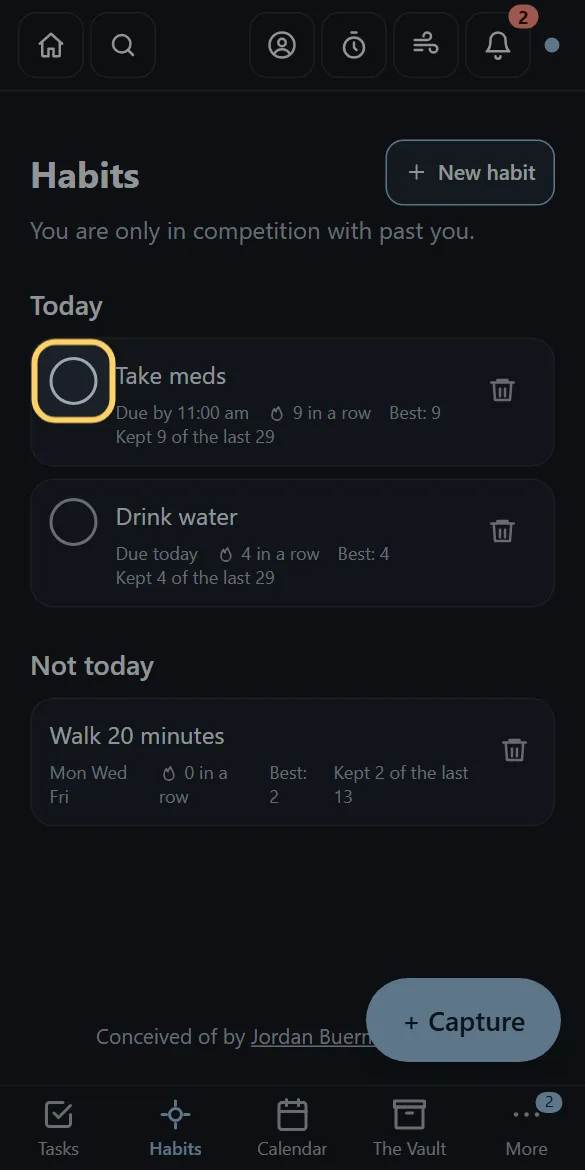 2
Habits
+ New habit
You are only in competition with past you.
Today
Take meds
Due by 11:00 am 9 in a row Best: 9
Kept 9 of the last 29
Drink water
Due today 4 in a row Best: 4
Kept 4 of the last 29
Not today
Walk 20 minutes
Mon Wed Fri
0 in a row
Best: 2
Kept 2 of the last 13
Conceived of by Jordan
+ Capture
2
Tasks Habits Calendar The Vault More